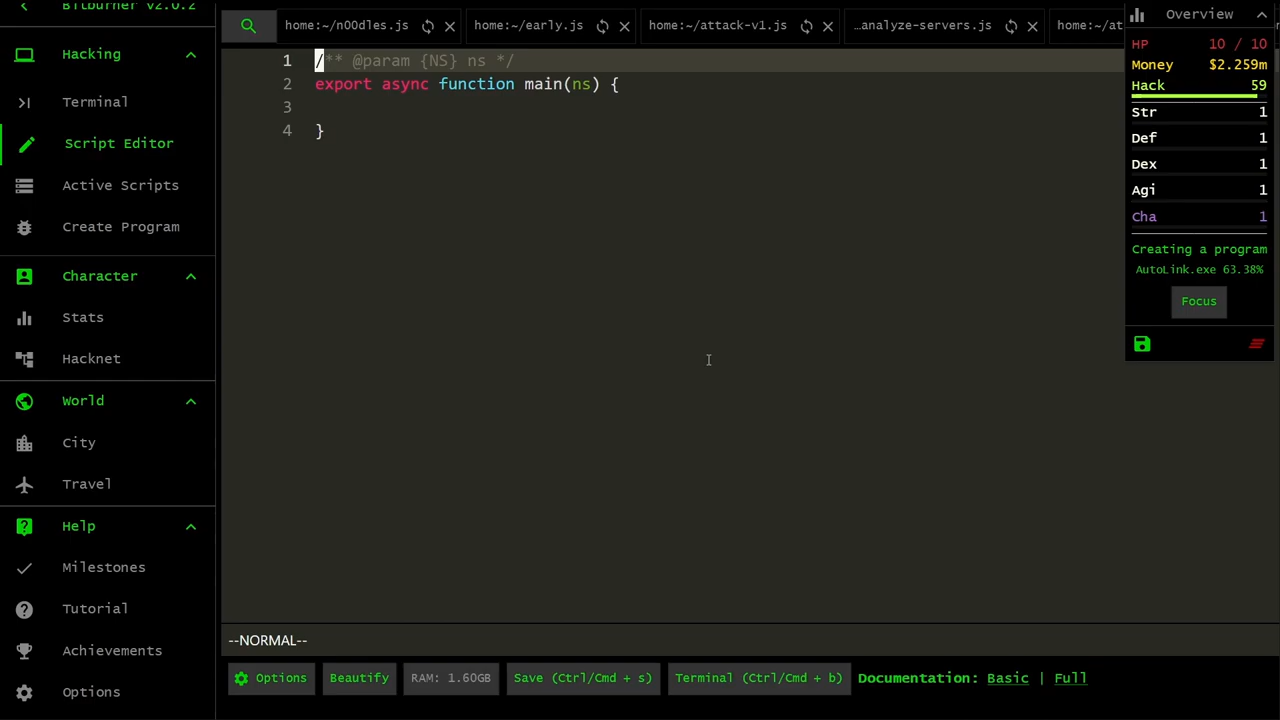 Bitburner v2.0.2
Hacking
Terminal
Script Editor
Active Scripts
Create Program
Character
Stats
Hacknet
World
City
Travel
Help
Milestones
Tutorial
Achievements
Options
home:~/n00dles.js
home:~/early.js
home:~/attack-v1.js
…analyze-servers.js
home:~/at
1 /** @param {NS} ns */
2 export async function main(ns) {
3
4 }
--NORMAL--
Options
Beautify
RAM: 1.60GB
Save (Ctrl/Cmd + s)
Terminal (Ctrl/Cmd + b)
Documentation: Basic | Full
Overview
HP 10 / 10
Money $2.259m
Hack 59
Str 1
Def 1
Dex 1
Agi 1
Cha 1
Creating a program
AutoLink.exe 63.38%
Focus